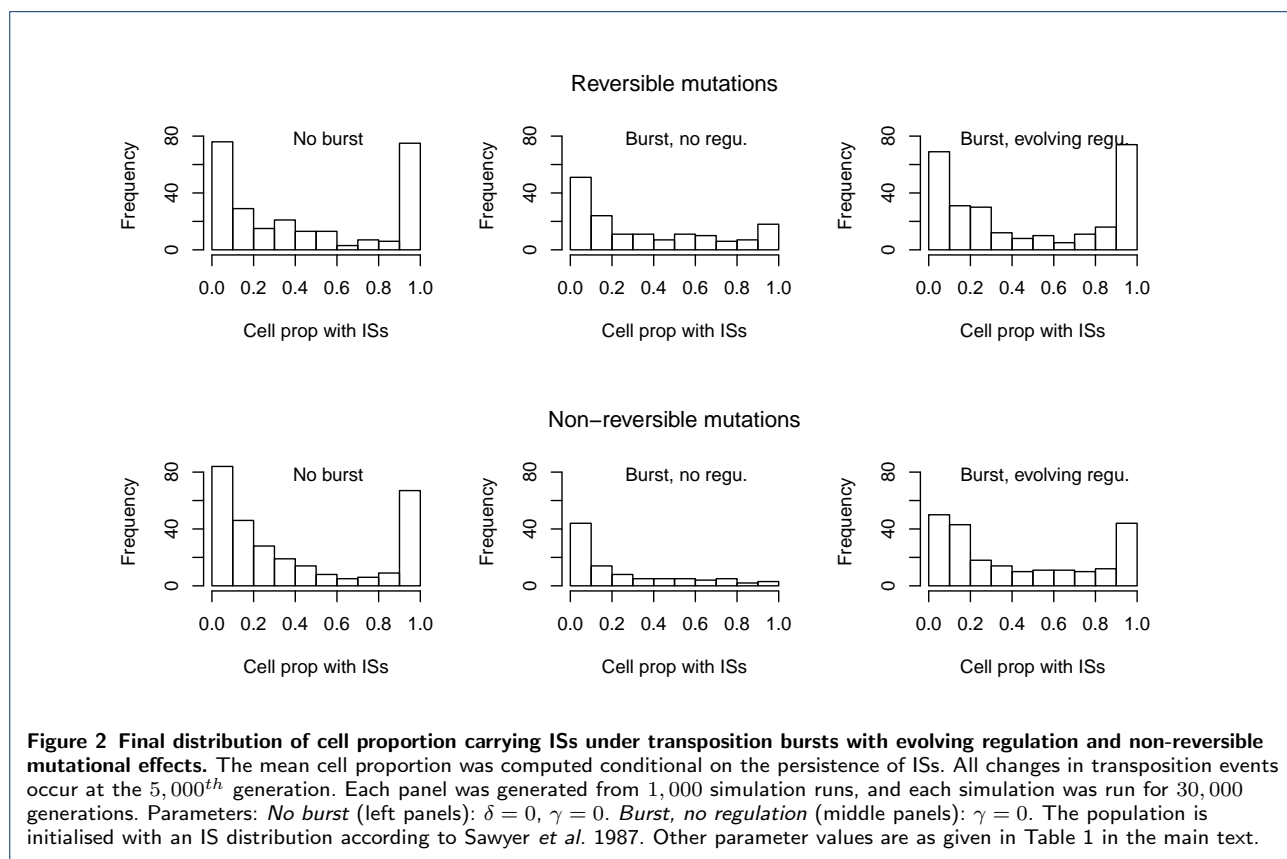 Reversible mutations
No burst
Burst, no regu.
Burst, evolving regu.
Frequency
0 40 80
0.0 0.2 0.4 0.6 0.8 1.0
Cell prop with ISs
Frequency
0 40 80
0.0 0.2 0.4 0.6 0.8 1.0
Cell prop with ISs
Frequency
0 40 80
0.0 0.2 0.4 0.6 0.8 1.0
Cell prop with ISs
Non−reversible mutations
No burst
Burst, no regu.
Burst, evolving regu.
Frequency
0 40 80
0.0 0.2 0.4 0.6 0.8 1.0
Cell prop with ISs
Frequency
0 40 80
0.0 0.2 0.4 0.6 0.8 1.0
Cell prop with ISs
Frequency
0 40 80
0.0 0.2 0.4 0.6 0.8 1.0
Cell prop with ISs
Figure 2 Final distribution of cell proportion carrying ISs under transposition bursts with evolving regulation and non-reversible
mutational effects. The mean cell proportion was computed conditional on the persistence of ISs. All changes in transposition events
occur at the 5,000th generation. Each panel was generated from 1,000 simulation runs, and each simulation was run for 30,000
generations. Parameters: No burst (left panels): δ = 0, γ = 0. Burst, no regulation (middle panels): γ = 0. The population is
initialised with an IS distribution according to Sawyer et al. 1987. Other parameter values are as given in Table 1 in the main text.